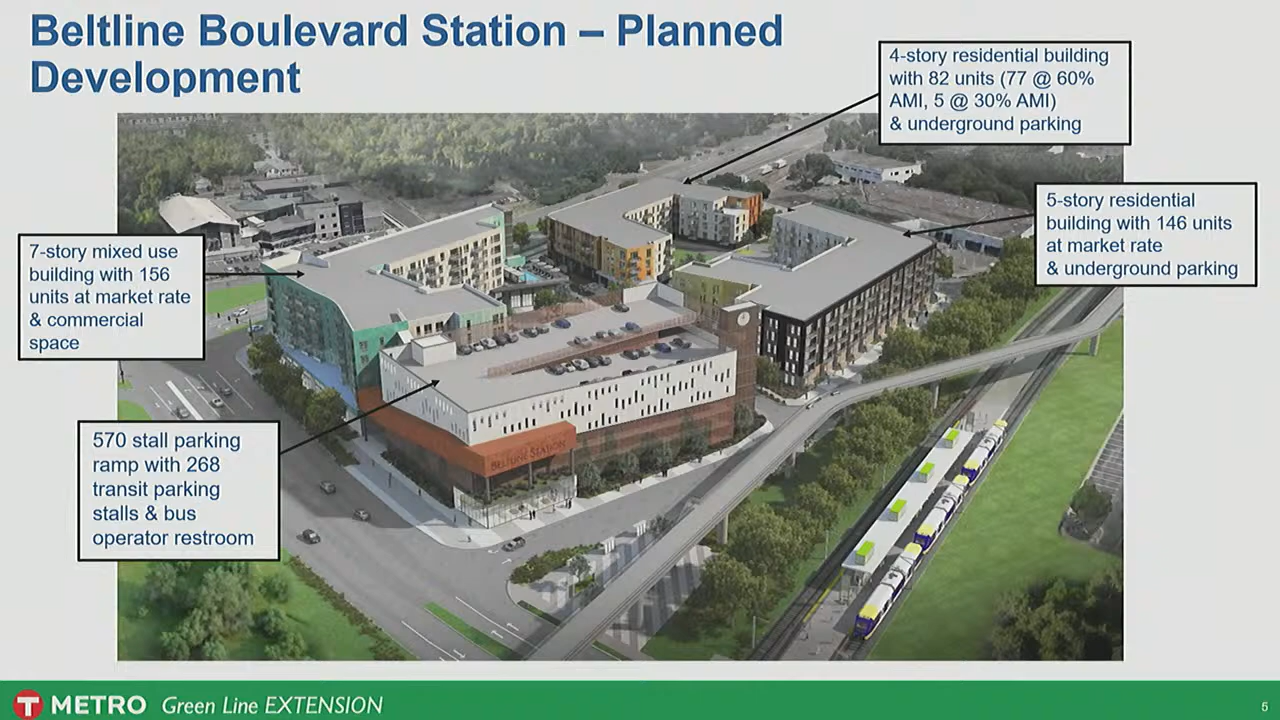 Beltline Boulevard Station – Planned
Development
4-story residential building
with 82 units (77 @ 60%
AMI, 5 @ 30% AMI)
& underground parking
5-story residential
building with 146 units
at market rate
& underground parking
7-story mixed use
building with 156
units at market rate
& commercial
space
570 stall parking
ramp with 268
transit parking
stalls & bus
operator restroom
BELTLINE STATION
T METRO Green Line EXTENSION
5